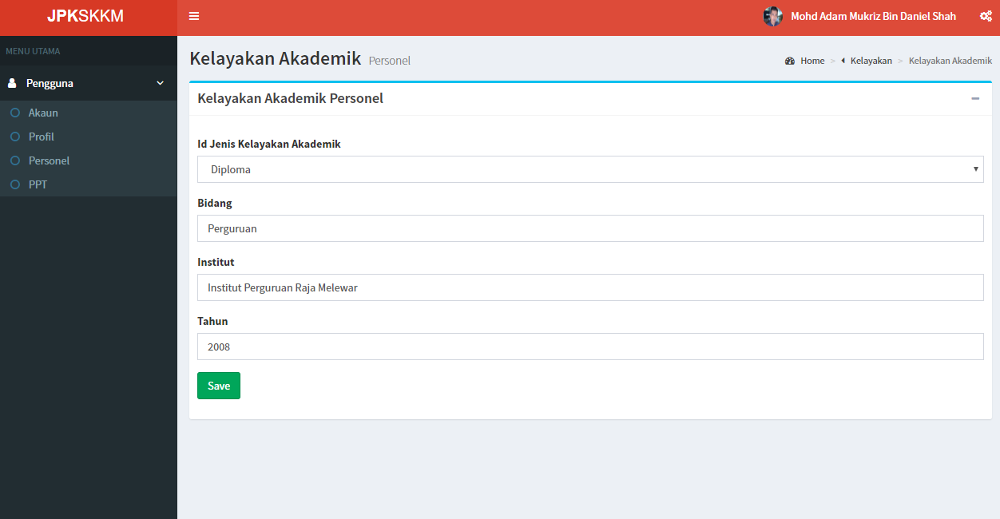 JPKSKKM
Mohd Adam Mukriz Bin Daniel Shah
MENU UTAMA
Pengguna
Akaun
Profil
Personel
PPT
Kelayakan Akademik Personel
Home > Kelayakan > Kelayakan Akademik
Kelayakan Akademik Personel
Id Jenis Kelayakan Akademik
Diploma
Bidang
Perguruan
Institut
Institut Perguruan Raja Melewar
Tahun
2008
Save